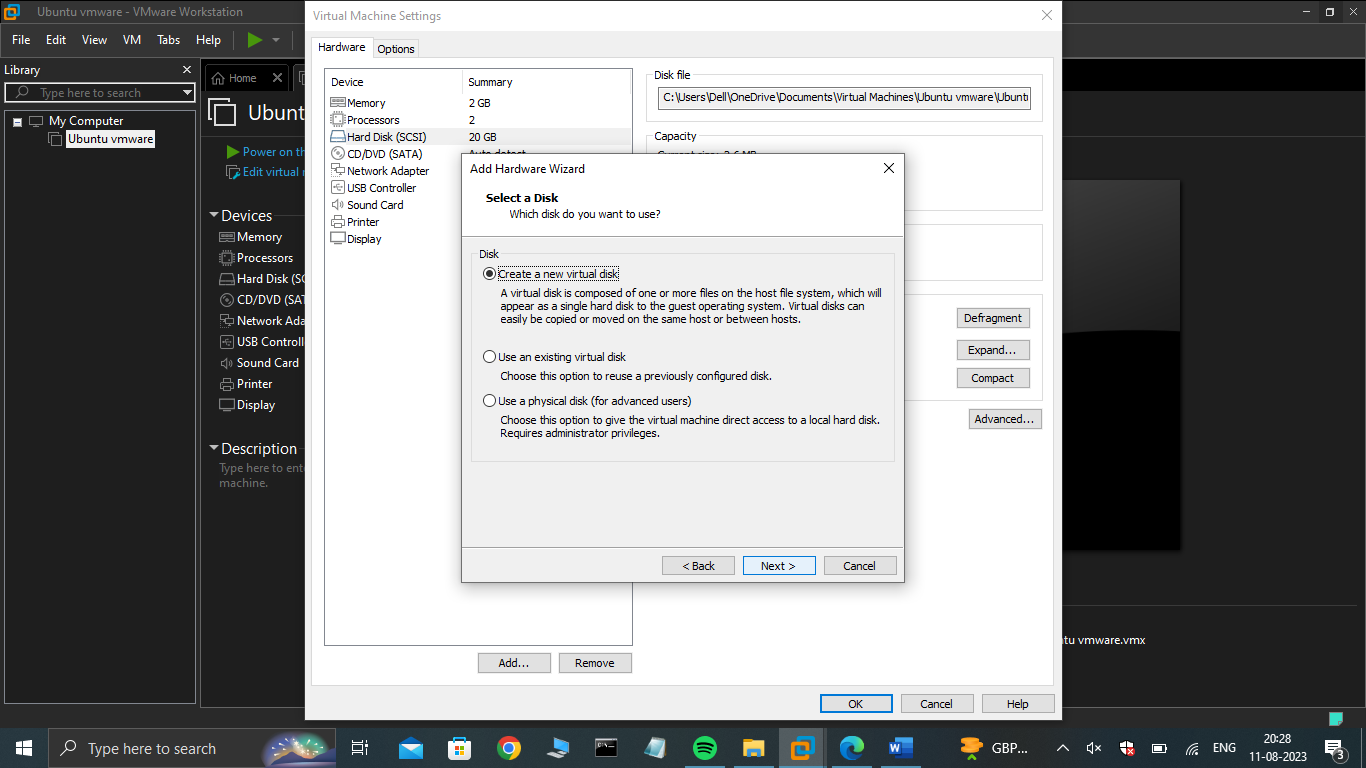 Ubuntu vmware - VMware Workstation
File Edit View VM Tabs Help
Library
Type here to search
My Computer
Ubuntu vmware
Home
Ubunt
Power on th
Edit virtual
Devices
Memory
Processors
Hard Disk (SC
CD/DVD (SAT
Network Ada
USB Controll
Sound Card
Printer
Display
Description
Type here to ente
machine.
Virtual Machine Settings
Hardware Options
Device Summary
Memory 2 GB
Processors 2
Hard Disk (SCSI) 20 GB
CD/DVD (SATA) Auto detect
Network Adapter
USB Controller
Sound Card
Printer
Display
Add... Remove
Disk file
C:\Users\Dell\OneDrive\Documents\Virtual Machines\Ubuntu vmware\Ubunt
Capacity
Current size: 2.6 MB
Defragment
Expand...
Compact
Advanced...
OK Cancel Help
Add Hardware Wizard
Select a Disk
Which disk do you want to use?
Disk
Create a new virtual disk
A virtual disk is composed of one or more files on the host file system, which will
appear as a single hard disk to the guest operating system. Virtual disks can
easily be copied or moved on the same host or between hosts.
Use an existing virtual disk
Choose this option to reuse a previously configured disk.
Use a physical disk (for advanced users)
Choose this option to give the virtual machine direct access to a local hard disk.
Requires administrator privileges.
< Back Next > Cancel
tu vmware.vmx
Type here to search
GBP...
ENG
20:28
11-08-2023
3